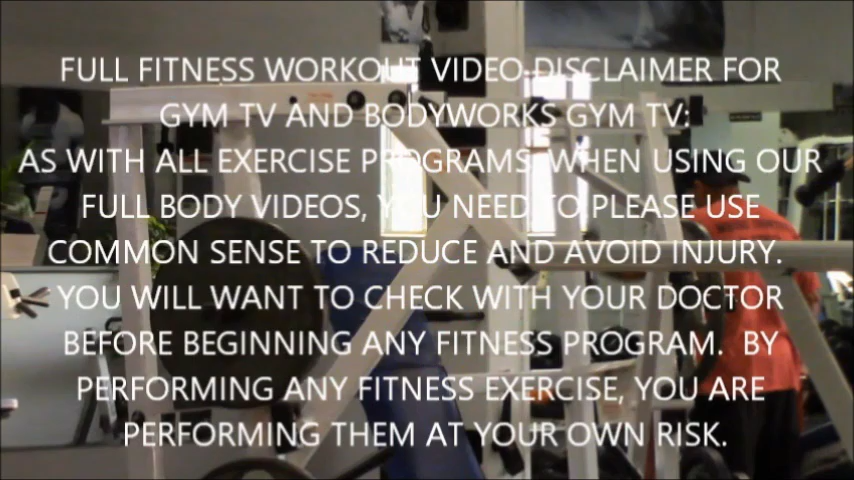 FULL FITNESS WORKOUT VIDEO DISCLAIMER FOR
GYM TV AND BODYWORKS GYM TV:
AS WITH ALL EXERCISE PROGRAMS, WHEN USING OUR
FULL BODY VIDEOS, YOU NEED TO PLEASE USE
COMMON SENSE TO REDUCE AND AVOID INJURY.
YOU WILL WANT TO CHECK WITH YOUR DOCTOR
BEFORE BEGINNING ANY FITNESS PROGRAM.  BY
PERFORMING ANY FITNESS EXERCISE, YOU ARE
PERFORMING THEM AT YOUR OWN RISK.